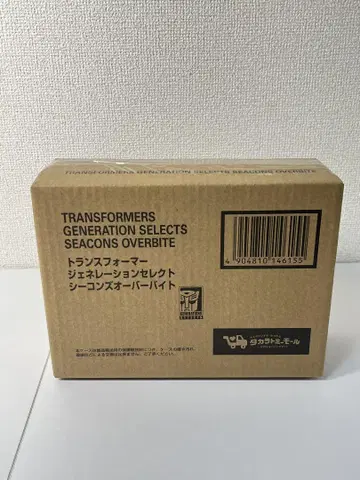 TRANSFORMERS GENERATION SELECTS SEACONS OVERBITE
TRANSFORMERS
GENERATION SELECTS
SEACONS OVERBITE
トランスフォーマー
ジェネレーションセレクト
シーコンズオーバーバイト
4 904810 146155
タカラトミーモール